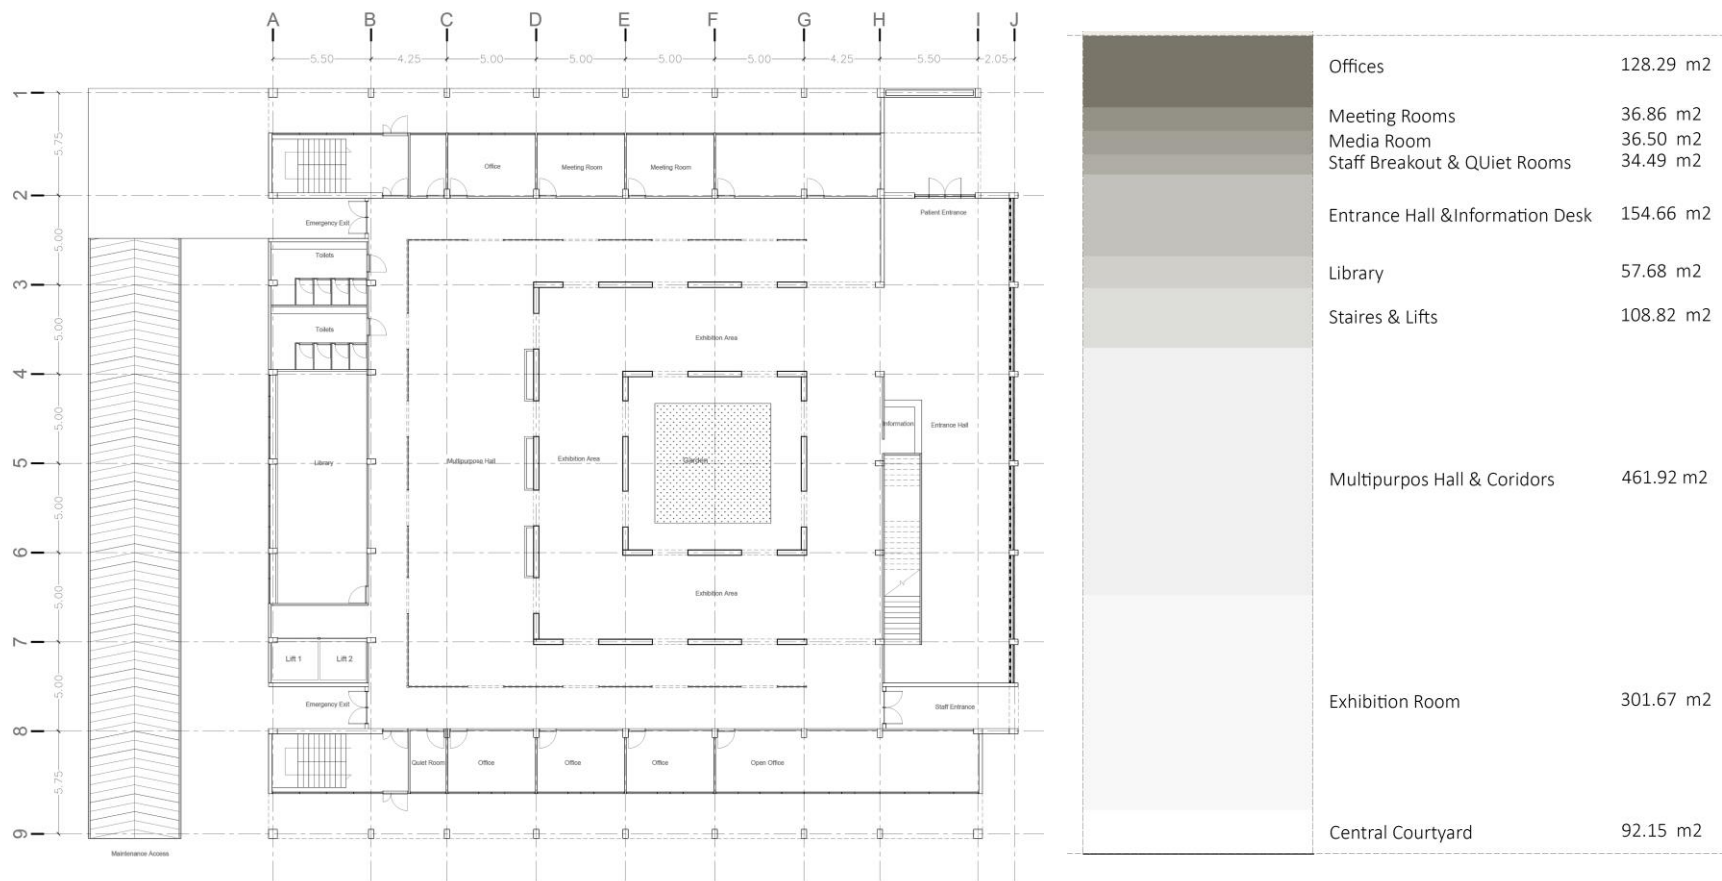 A B C D E F G H I J
5.50 4.25 5.00 5.00 5.00 5.00 4.25 5.50 2.05
1
5.75
2
5.00
3
5.00
4
5.00
5
5.00
6
5.00
7
5.00
8
5.75
9
Office
Meeting Room
Meeting Room
Emergency Exit
Patient Entrance
Toilets
Toilets
Exhibition Area
Information
Entrance Hall
Library
Multipurpose Hall
Exhibition Area
Garden
Exhibition Area
Lift 1
Lift 2
Emergency Exit
Staff Entrance
Quiet Room
Office
Office
Office
Open Office
Maintenance Access
Offices 128.29 m2
Meeting Rooms 36.86 m2
Media Room 36.50 m2
Staff Breakout & QUiet Rooms 34.49 m2
Entrance Hall &Information Desk 154.66 m2
Library 57.68 m2
Staires & Lifts 108.82 m2
Multipurpos Hall & Coridors 461.92 m2
Exhibition Room 301.67 m2
Central Courtyard 92.15 m2